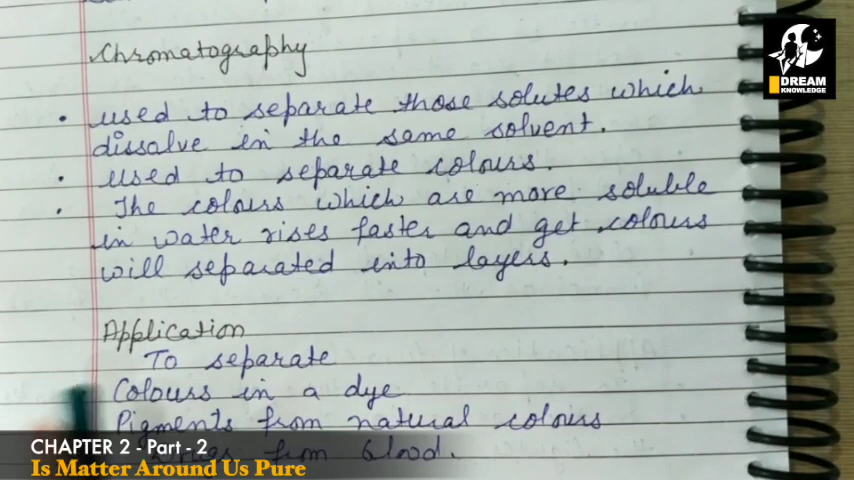 Chromatography
DREAM
KNOWLEDGE
• used to separate those solutes which
dissolve in the same solvent.
• used to separate colours.
• The colours which are more soluble
in water rises faster and get colours
will separated into layers.
Application
To separate
Colours in a dye
Pigments from natural colours
from blood.
CHAPTER 2 - Part - 2
Is Matter Around Us Pure